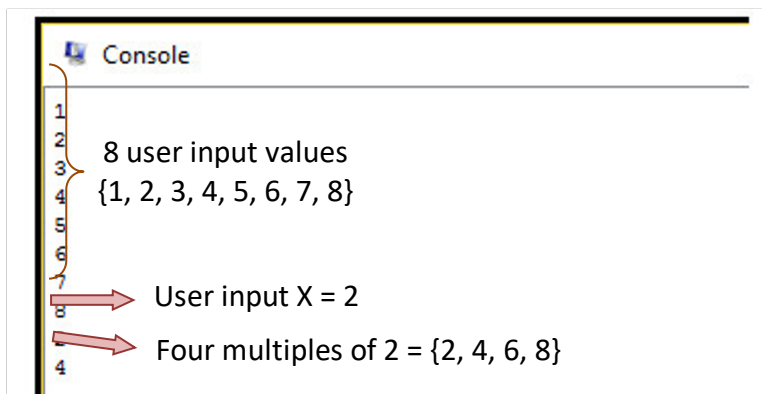 Console
1
2
8 user input values
3
{1, 2, 3, 4, 5, 6, 7, 8}
4
5
6
7
User input X = 2
8
Four multiples of 2 = {2, 4, 6, 8}
4